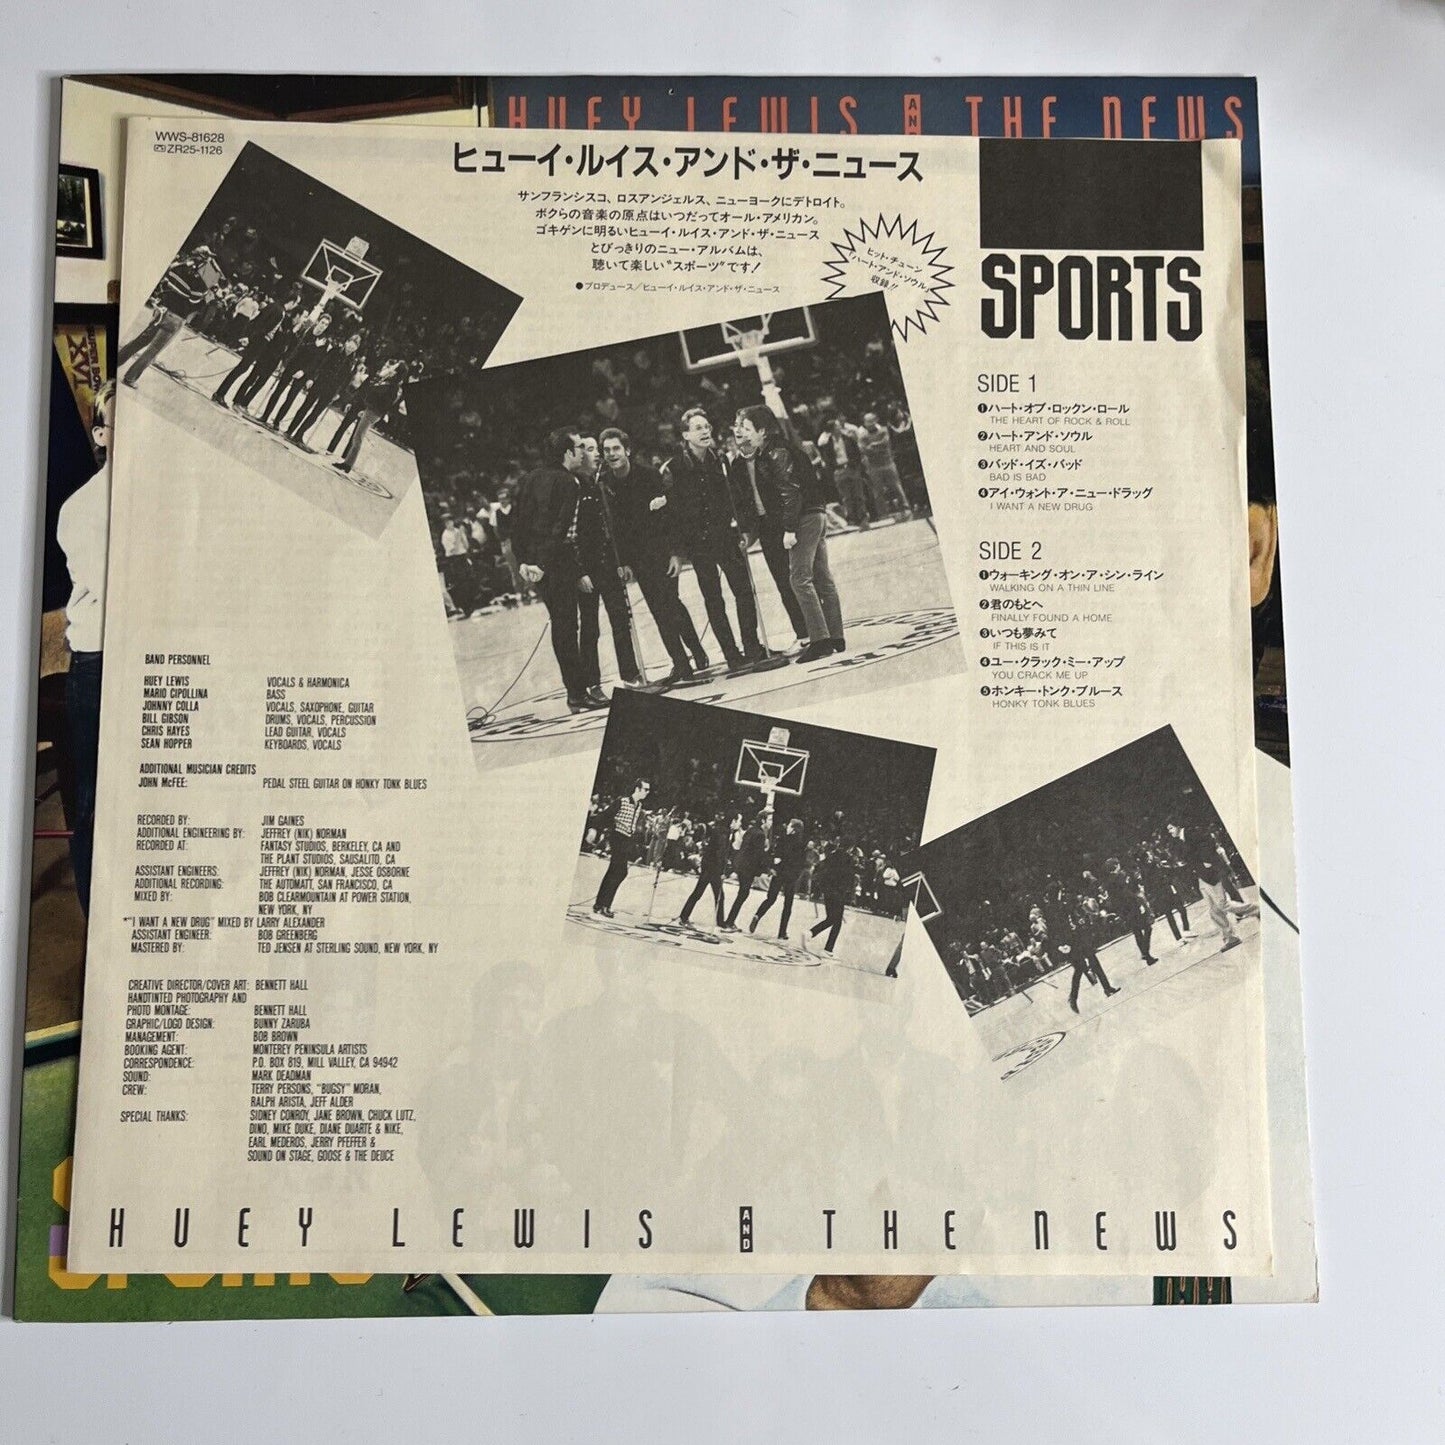 HUEY LEWIS AND THE NEWS
WWS-81628
ZR25-1126
ヒューイ・ルイス・アンド・ザ・ニュース
サンフランシスコ、ロスアンジェルス、ニューヨークにデトロイト。
ボクらの音楽の原点はいつだってオール・アメリカン。
ゴキゲンに明るいヒューイ・ルイス・アンド・ザ・ニュース
とびっきりのニュー・アルバムは、
聴いて楽しい“スポーツ”です!
●プロデュース/ヒューイ・ルイス・アンド・ザ・ニュース
ヒット・チューン
「ハート・アンド・ソウル」
収録!!
SPORTS
SIDE 1
❶ハート・オブ・ロックン・ロール
THE HEART OF ROCK & ROLL
❷ハート・アンド・ソウル
HEART AND SOUL
❸バッド・イズ・バッド
BAD IS BAD
❹アイ・ウォント・ア・ニュー・ドラッグ
I WANT A NEW DRUG
SIDE 2
❶ウォーキング・オン・ア・シン・ライン
WALKING ON A THIN LINE
❷君のもとへ
FINALLY FOUND A HOME
❸いつも夢みて
IF THIS IS IT
❹ユー・クラック・ミー・アップ
YOU CRACK ME UP
❺ホンキー・トンク・ブルース
HONKY TONK BLUES
SUPER BOWL
XVI
BAND PERSONNEL
HUEY LEWIS VOCALS & HARMONICA
MARIO CIPOLLINA BASS
JOHNNY COLLA VOCALS, SAXOPHONE, GUITAR
BILL GIBSON DRUMS, VOCALS, PERCUSSION
CHRIS HAYES LEAD GUITAR, VOCALS
SEAN HOPPER KEYBOARDS, VOCALS
ADDITIONAL MUSICIAN CREDITS
JOHN McFEE: PEDAL STEEL GUITAR ON HONKY TONK BLUES
RECORDED BY: JIM GAINES
ADDITIONAL ENGINEERING BY: JEFFREY (NIK) NORMAN
RECORDED AT: FANTASY STUDIOS, BERKELEY, CA AND
THE PLANT STUDIOS, SAUSALITO, CA
ASSISTANT ENGINEERS: JEFFREY (NIK) NORMAN, JESSE OSBORNE
ADDITIONAL RECORDING: THE AUTOMATT, SAN FRANCISCO, CA
MIXED BY: BOB CLEARMOUNTAIN AT POWER STATION,
NEW YORK, NY
*"I WANT A NEW DRUG" MIXED BY LARRY ALEXANDER
ASSISTANT ENGINEER: BOB GREENBERG
MASTERED BY: TED JENSEN AT STERLING SOUND, NEW YORK, NY
CREATIVE DIRECTOR/COVER ART: BENNETT HALL
HANDTINTED PHOTOGRAPHY AND
PHOTO MONTAGE: BENNETT HALL
GRAPHIC/LOGO DESIGN: BUNNY ZARUBA
MANAGEMENT: BOB BROWN
BOOKING AGENT: MONTEREY PENINSULA ARTISTS
CORRESPONDENCE: P.O. BOX 819, MILL VALLEY, CA 94942
SOUND: MARK DEADMAN
CREW: TERRY PERSONS, "BUGSY" MORAN,
RALPH ARISTA, JEFF ALDER
SPECIAL THANKS: SIDNEY CONROY, JANE BROWN, CHUCK LUTZ,
DINO, MIKE DUKE, DIANE DUARTE & NIKE,
EARL MEDEROS, JERRY PFEFFER &
SOUND ON STAGE, GOOSE & THE DEUCE
HUEY LEWIS AND THE NEWS